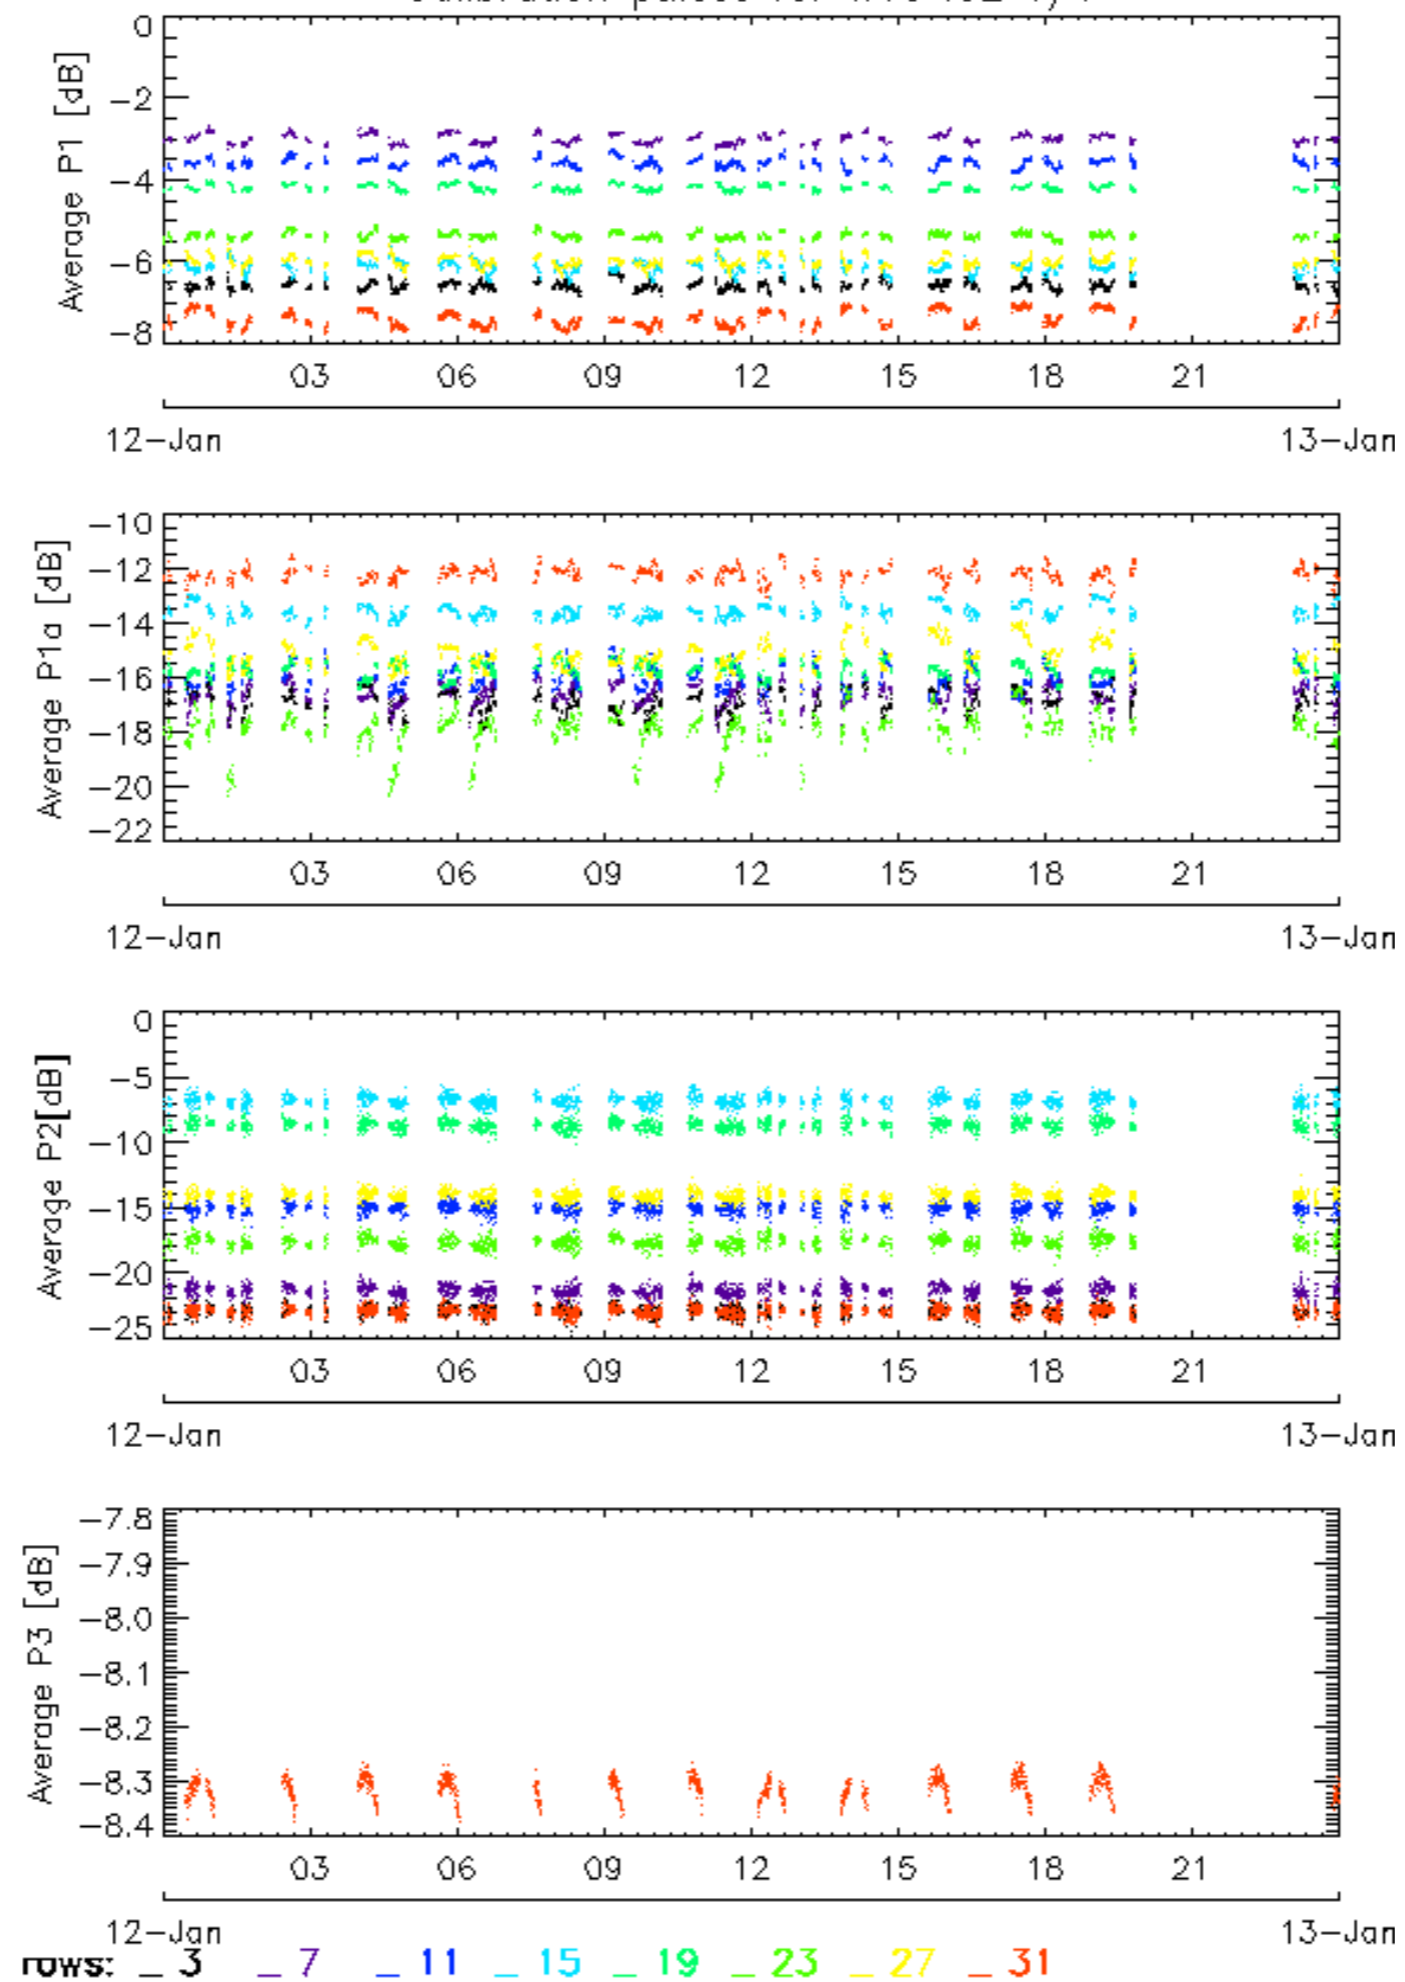 0
-2
-4
-6
-8
Average P1 [dB]
03 06 09 12 15 18 21
12-Jan 13-Jan
-10
-12
-14
-16
-18
-20
-22
Average P1a [dB]
03 06 09 12 15 18 21
12-Jan 13-Jan
0
-5
-10
-15
-20
-25
Average P2[dB]
03 06 09 12 15 18 21
12-Jan 13-Jan
-7.8
-7.9
-8.0
-8.1
-8.2
-8.3
-8.4
Average P3 [dB]
03 06 09 12 15 18 21
12-Jan 13-Jan
rows: _ 3 _ 7 _ 11 _ 15 _ 19 _ 23 _ 27 _ 31